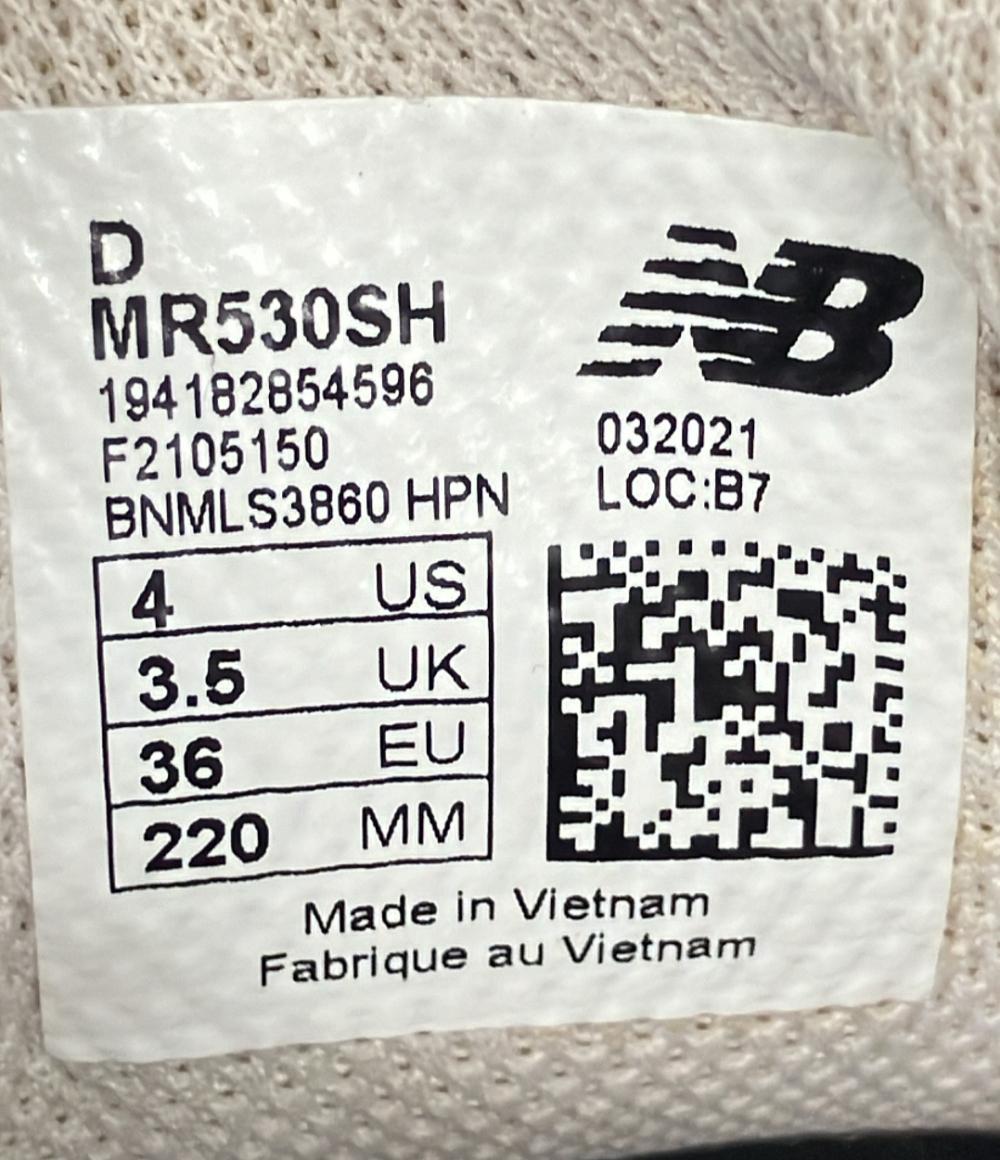 D
MR530SH
194182854596
F2105150
BNMLS3860 HPN
NB
032021
LOC:B7
4 US
3.5 UK
36 EU
220 MM
Made in Vietnam
Fabrique au Vietnam